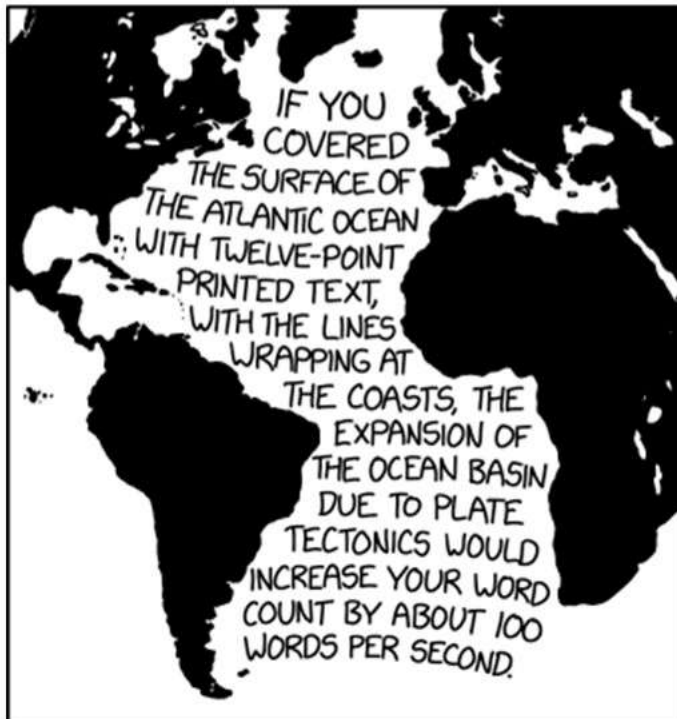 IF YOU
COVERED
THE SURFACE OF
THE ATLANTIC OCEAN
WITH TWELVE-POINT
PRINTED TEXT,
WITH THE LINES
WRAPPING AT
THE COASTS, THE
EXPANSION OF
THE OCEAN BASIN
DUE TO PLATE
TECTONICS WOULD
INCREASE YOUR WORD
COUNT BY ABOUT 100
WORDS PER SECOND.